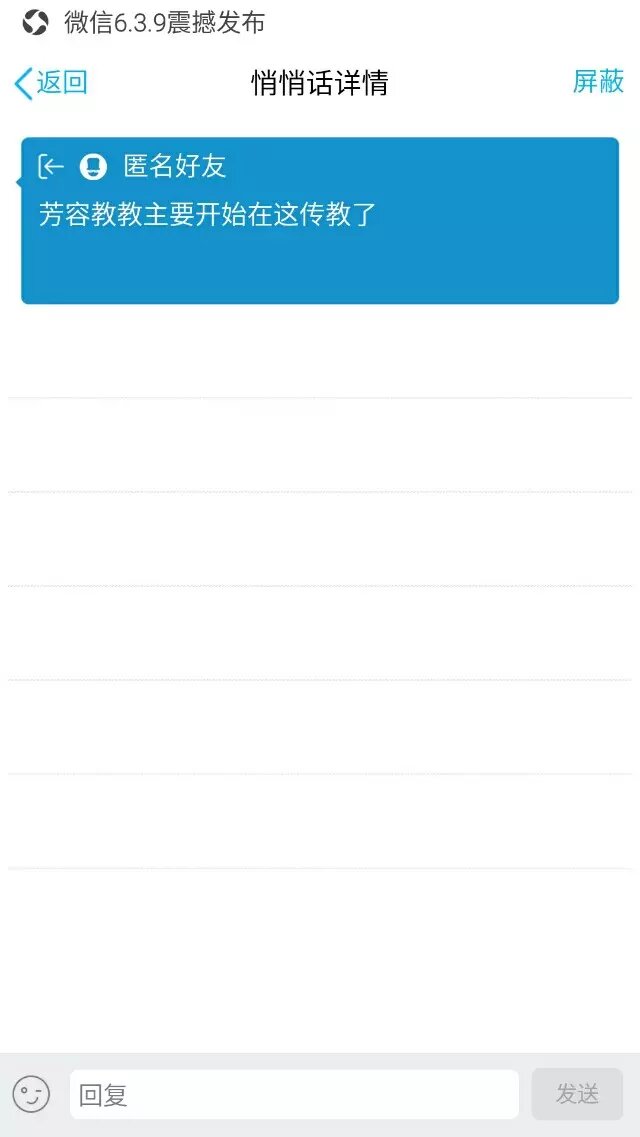 微信6.3.9震撼发布
返回
悄悄话详情
屏蔽
匿名好友
芳容教教主要开始在这传教了
回复
发送